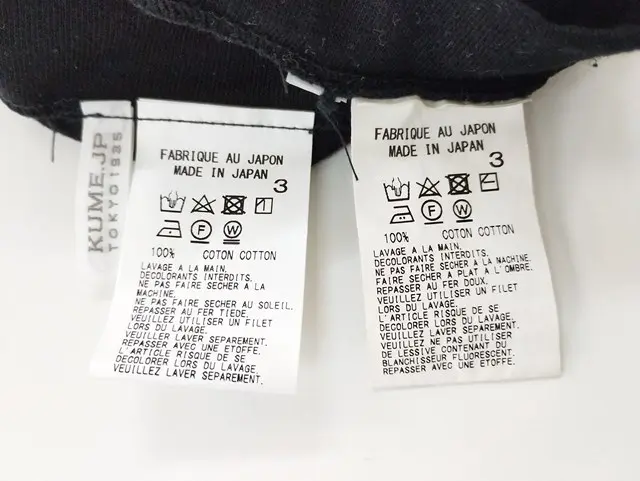 KUME.JP
TOKYO 1935
FABRIQUE AU JAPON
MADE IN JAPAN
3
F
W
100% COTON COTTON
LAVAGE A LA MAIN.
DECOLORANTS INTERDITS.
NE PAS FAIRE SECHER A LA
MACHINE.
NE PAS FAIRE SECHER AU SOLEIL.
REPASSER AU FER TIEDE.
VEUILLEZ UTILISER UN FILET
LORS DU LAVAGE.
VEUILLER LAVER SEPAREMENT.
REPASSER AVEC UNE ETOFFE.
L'ARTICLE RISQUE DE SE
DECOLORER LORS DU LAVAGE.
VEUILLEZ LAVER SEPAREMENT.
FABRIQUE AU JAPON
MADE IN JAPAN
3
F
W
100% COTON COTTON
LAVAGE A LA MAIN.
DECOLORANTS INTERDITS.
NE PAS FAIRE SECHER A LA MACHINE.
FAIRE SECHER A PLAT A L'OMBRE.
REPASSER AU FER DOUX.
VEUILLEZ UTILISER UN FILET
LORS DU LAVAGE.
L'ARTICLE RISQUE DE SE
DECOLORER LORS DU LAVAGE.
VEUILLEZ LAVER SEPAREMENT.
VEUILLEZ NE PAS UTILISER
DE LESSIVE CONTENANT DU
BLANCHISSEUR FLUORESCENT.
REPASSER AVEC UNE ETOFFE.